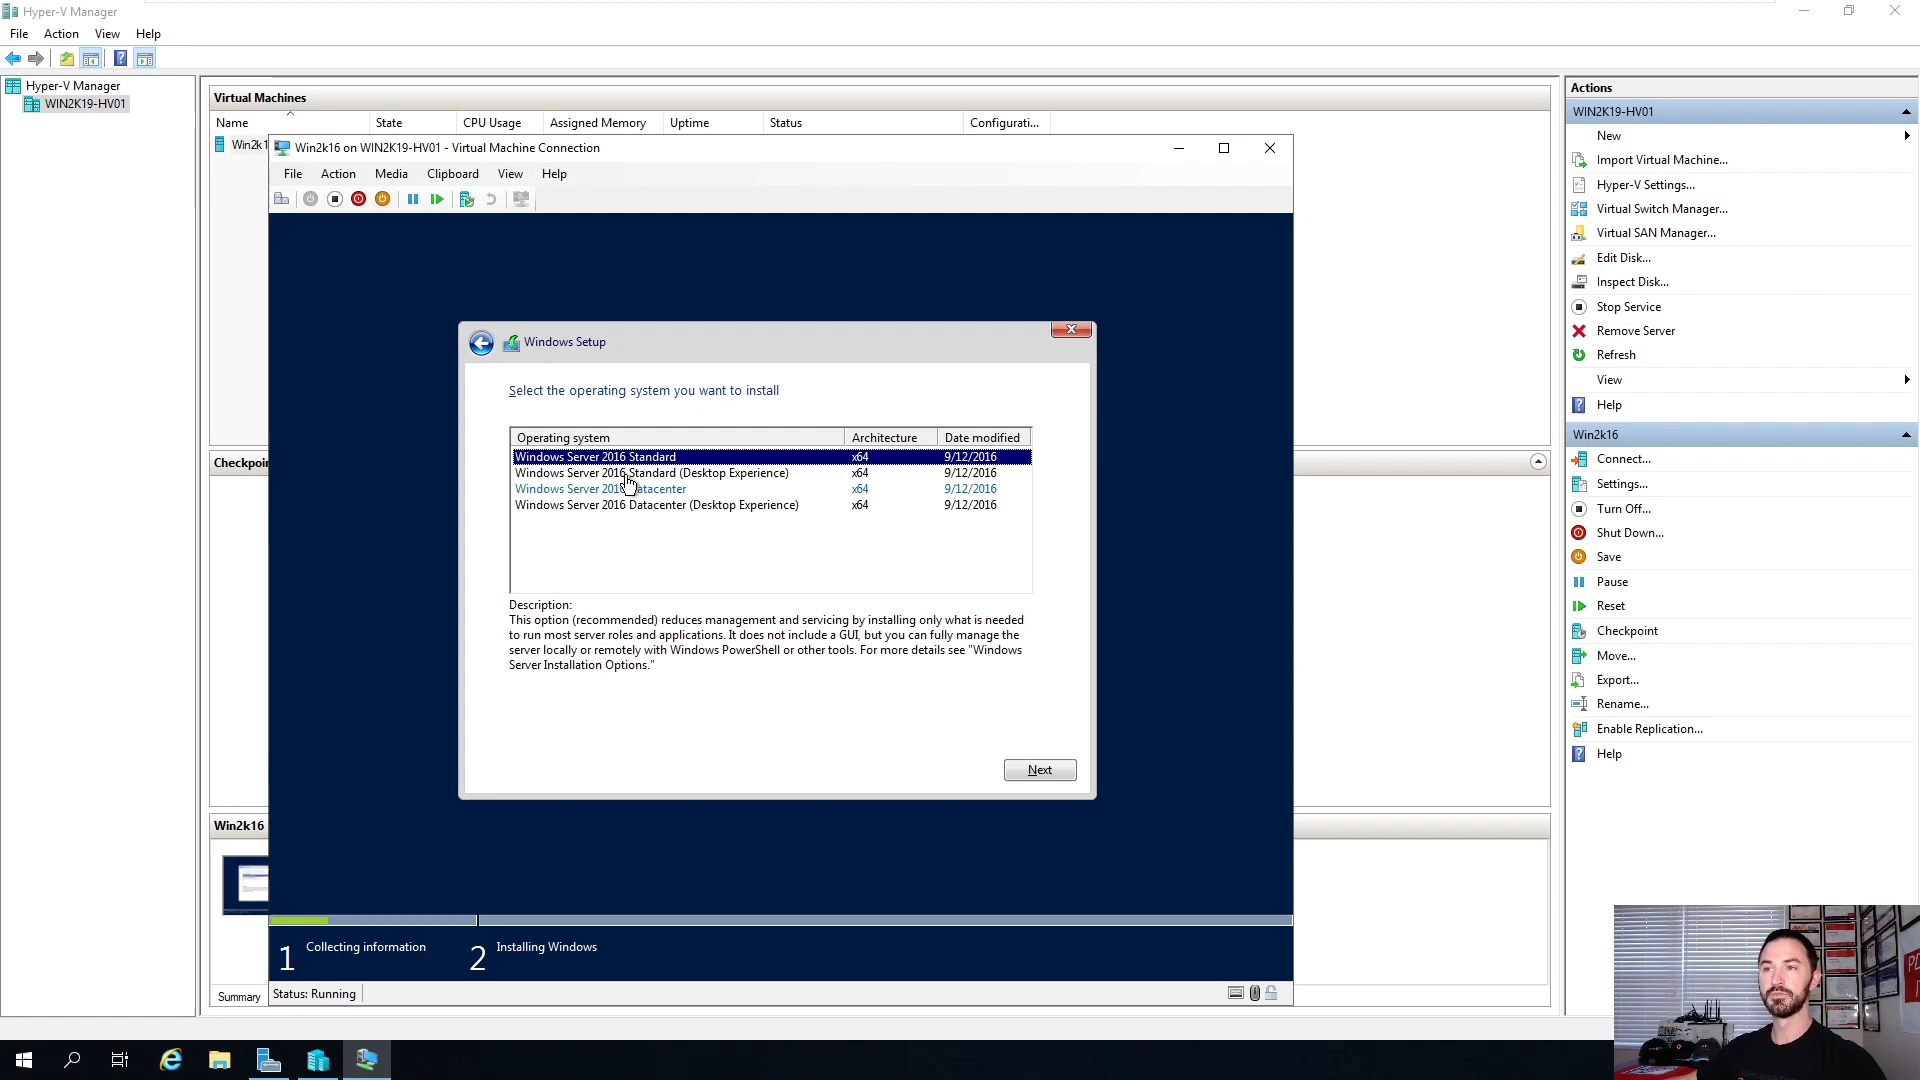 Hyper-V Manager
File Action View Help
Hyper-V Manager
WIN2K19-HV01
Virtual Machines
Name State CPU Usage Assigned Memory Uptime Status Configurati...
Win2k1
Win2k16 on WIN2K19-HV01 - Virtual Machine Connection
File Action Media Clipboard View Help
Windows Setup
Select the operating system you want to install
Operating system Architecture Date modified
Windows Server 2016 Standard x64 9/12/2016
Windows Server 2016 Standard (Desktop Experience) x64 9/12/2016
Windows Server 2016 Datacenter x64 9/12/2016
Windows Server 2016 Datacenter (Desktop Experience) x64 9/12/2016
Description:
This option (recommended) reduces management and servicing by installing only what is needed
to run most server roles and applications. It does not include a GUI, but you can fully manage the
server locally or remotely with Windows PowerShell or other tools. For more details see "Windows
Server Installation Options."
Next
1 Collecting information 2 Installing Windows
Status: Running
Checkpoin
Win2k16
Summary
Actions
WIN2K19-HV01
New
Import Virtual Machine...
Hyper-V Settings...
Virtual Switch Manager...
Virtual SAN Manager...
Edit Disk...
Inspect Disk...
Stop Service
Remove Server
Refresh
View
Help
Win2k16
Connect...
Settings...
Turn Off...
Shut Down...
Save
Pause
Reset
Checkpoint
Move...
Export...
Rename...
Enable Replication...
Help